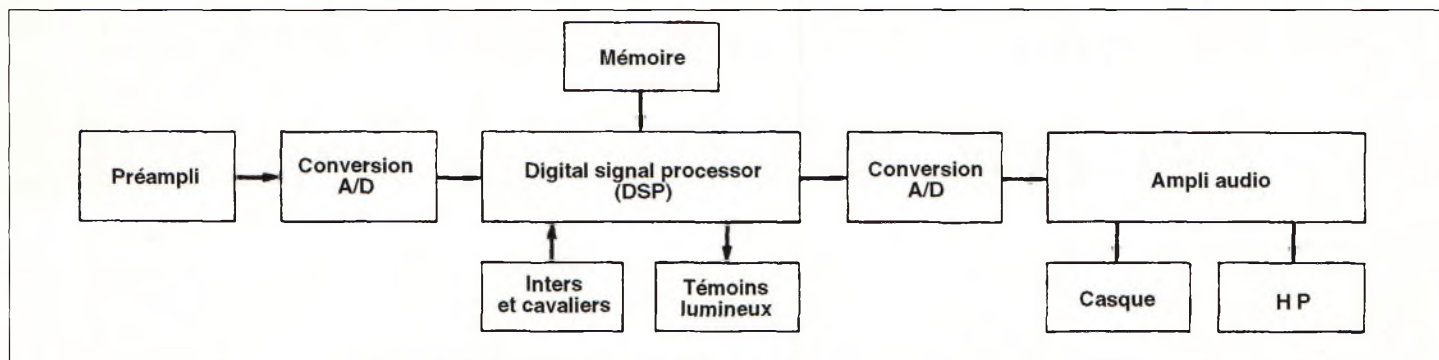 Mémoire
Préampli
Conversion
A/D
Digital signal processor
(DSP)
Conversion
A/D
Ampli audio
Inters
et cavaliers
Témoins
lumineux
Casque
H P